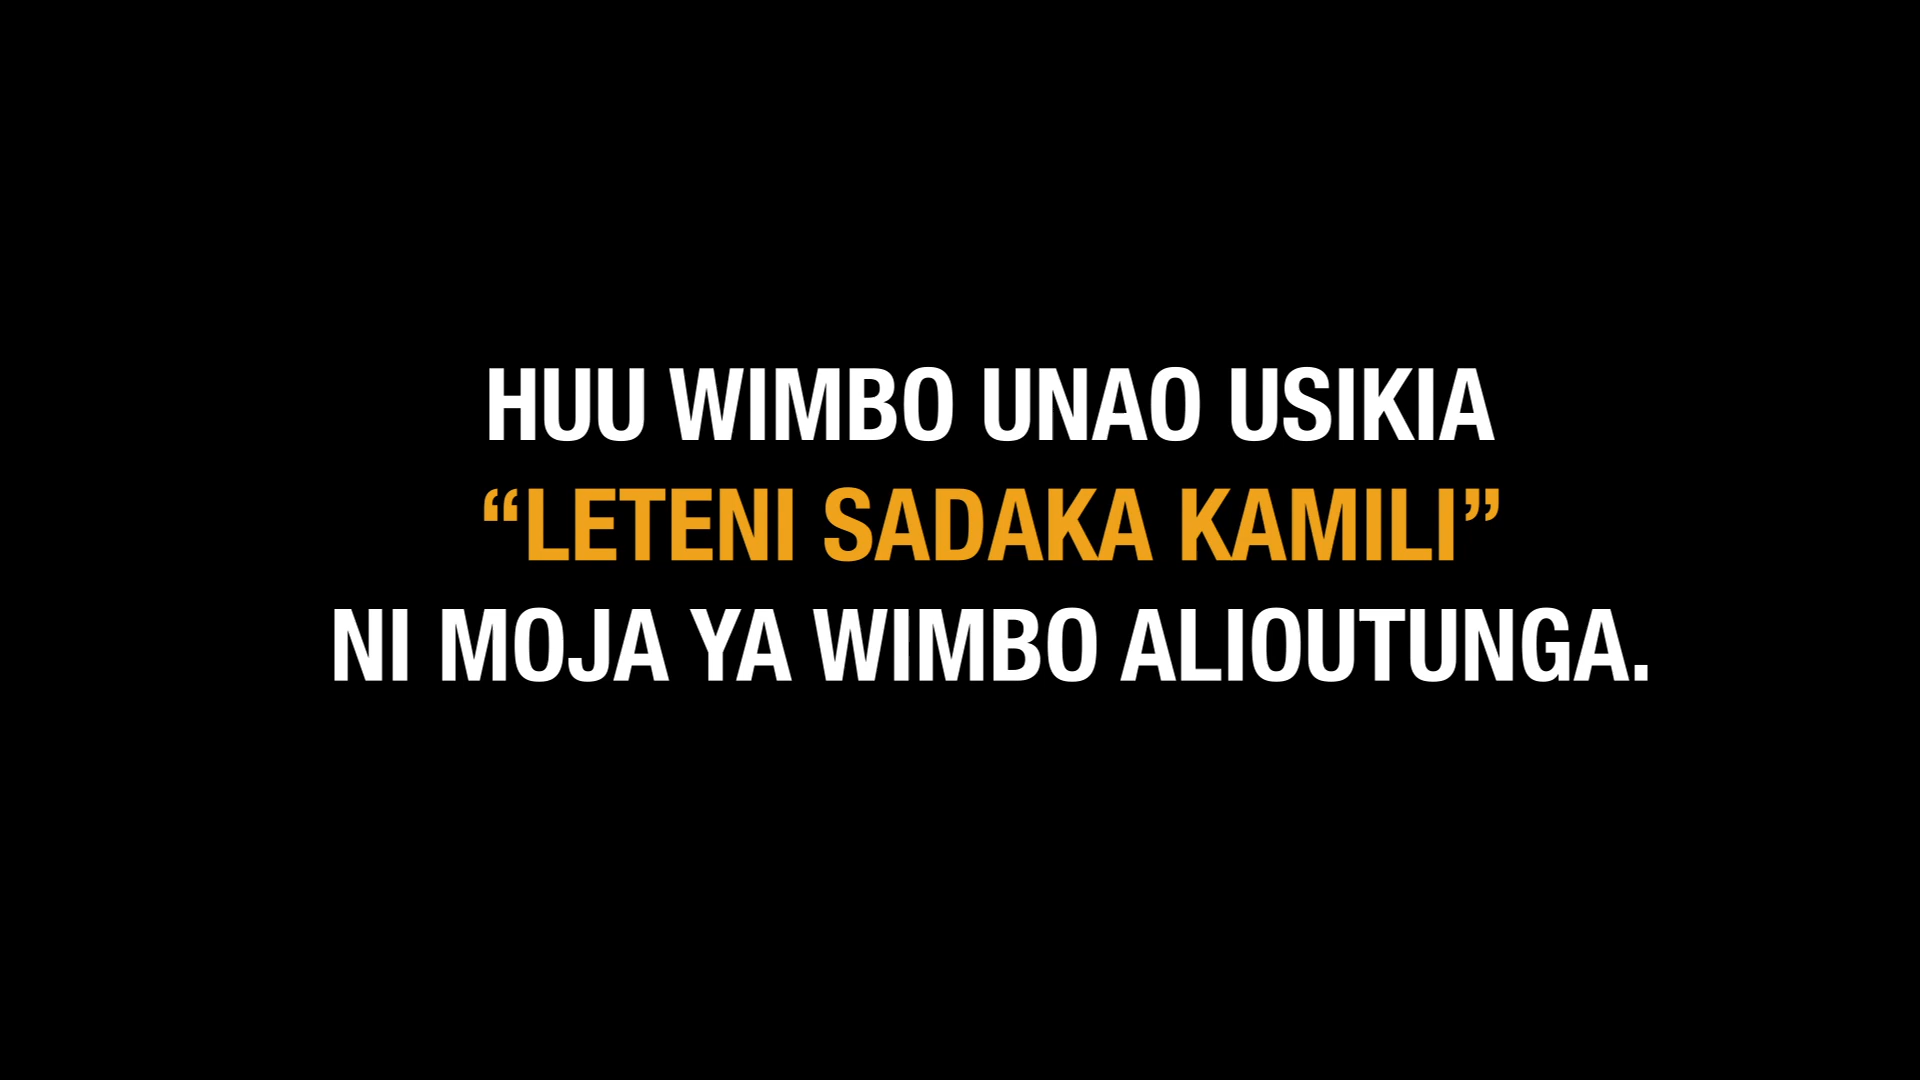 HUU WIMBO UNAO USIKIA
“LETENI SADAKA KAMILI”
NI MOJA YA WIMBO ALIOUTUNGA.